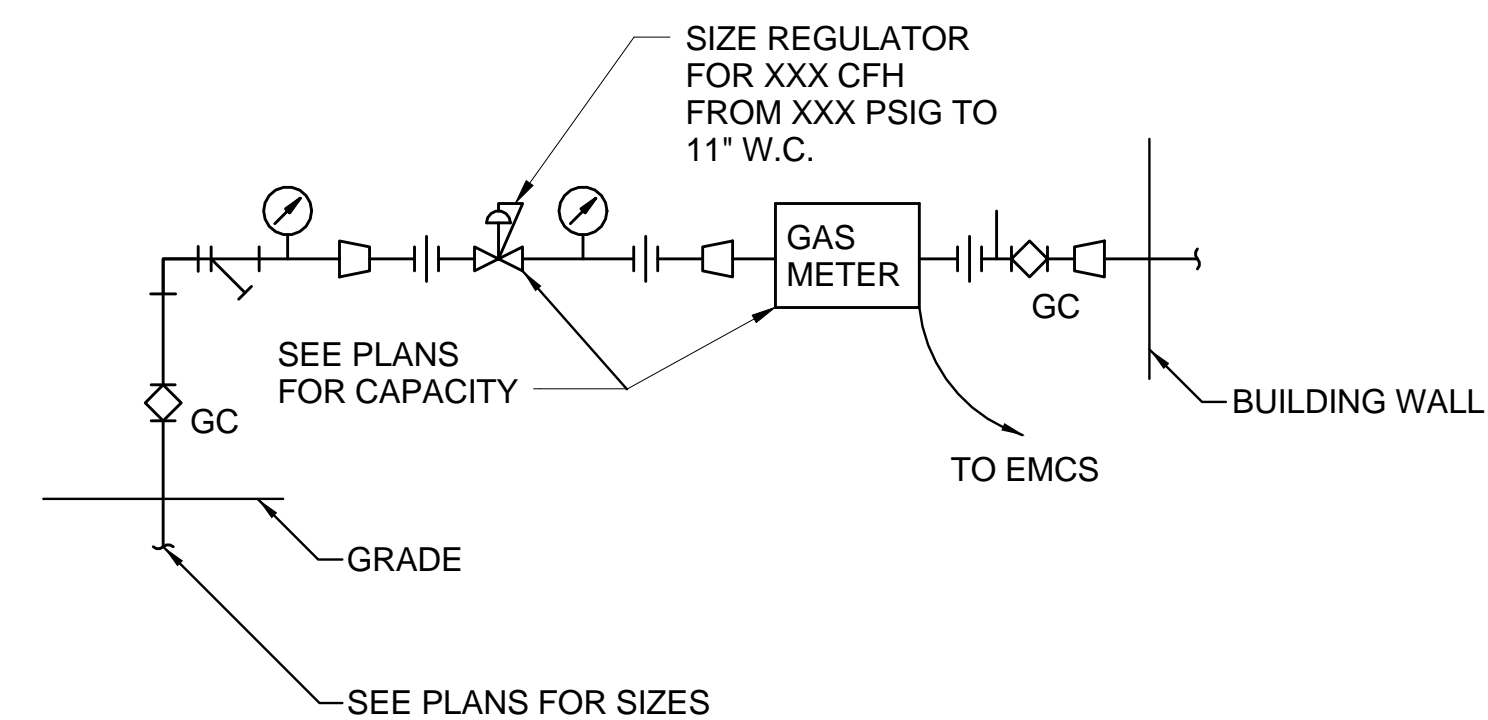 SIZE REGULATOR
FOR XXX CFH
FROM XXX PSIG TO
11" W.C.
GAS
METER
GC
SEE PLANS
FOR CAPACITY
BUILDING WALL
GC
TO EMCS
GRADE
SEE PLANS FOR SIZES